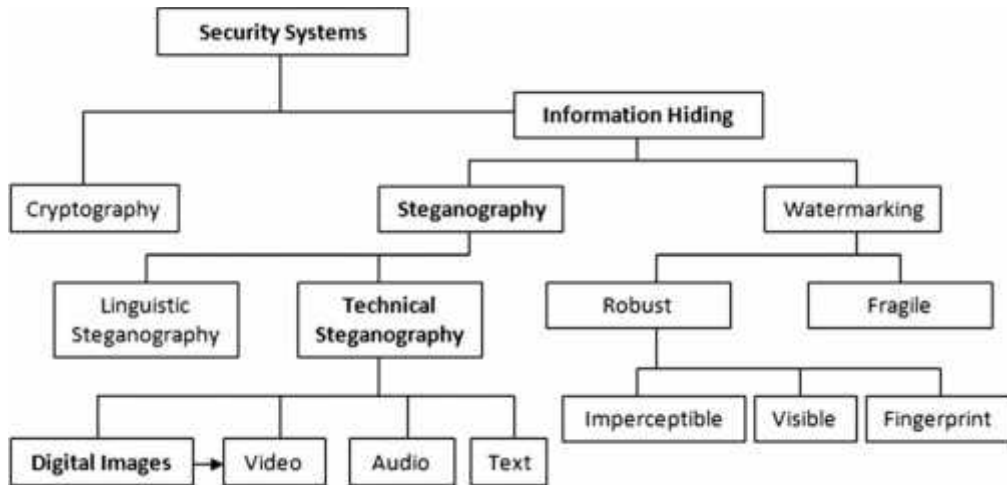 Security Systems
Information Hiding
Cryptography
Steganography
Watermarking
Linguistic
Steganography
Technical
Steganography
Robust
Fragile
Imperceptible
Visible
Fingerprint
Digital Images
Video
Audio
Text